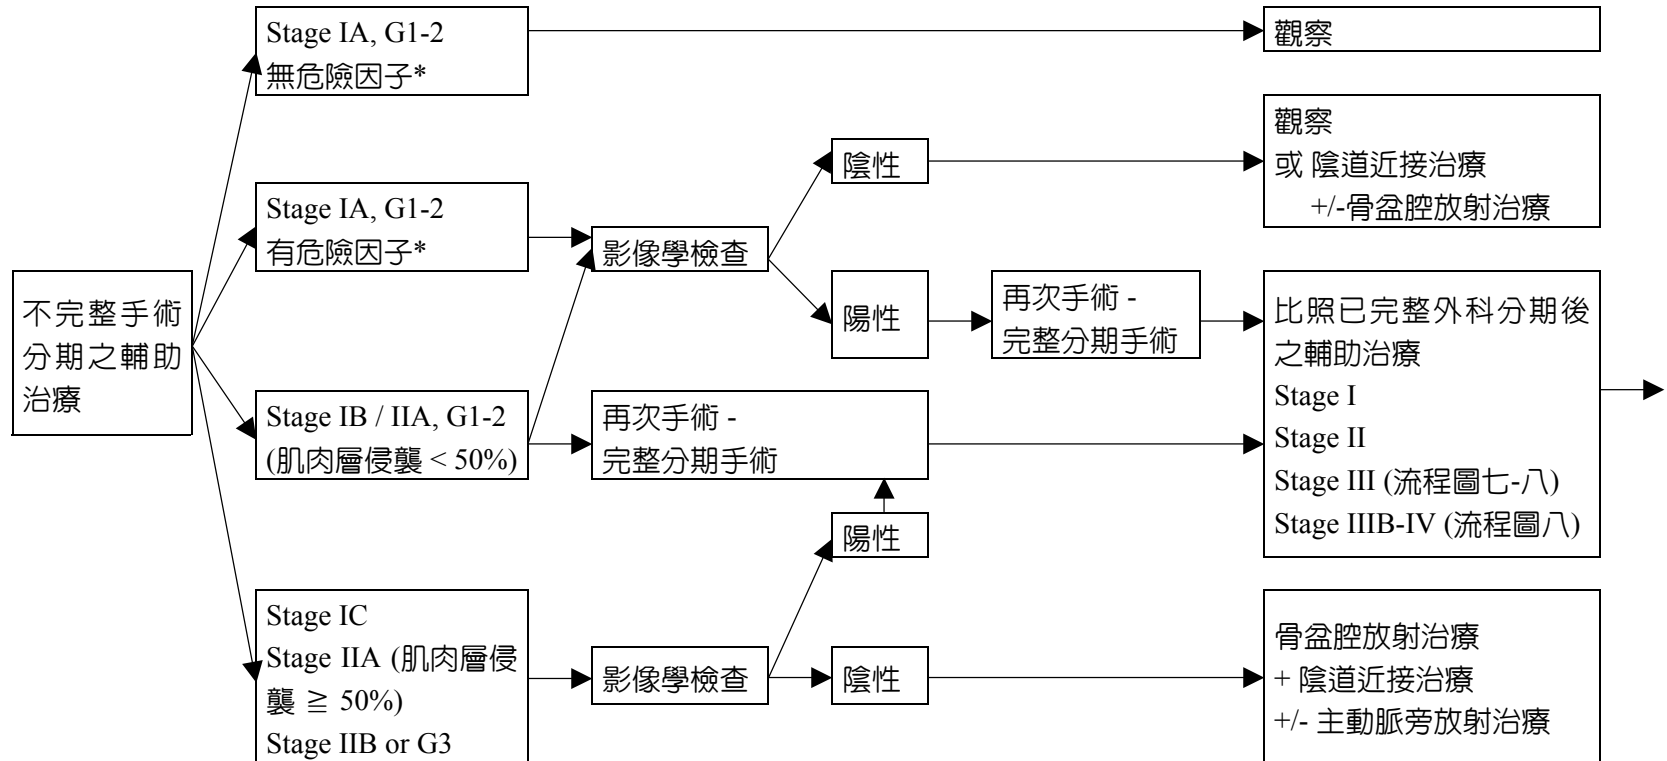 Stage IA, G1-2
無危險因子*
觀察
Stage IA, G1-2
有危險因子*
影像學檢查
陰性
觀察
或 陰道近接治療
+/-骨盆腔放射治療
陽性
再次手術 -
完整分期手術
比照已完整外科分期後
之輔助治療
Stage I
Stage II
Stage III (流程圖七-八)
Stage IIIB-IV (流程圖八)
不完整手術
分期之輔助
治療
Stage IB / IIA, G1-2
(肌肉層侵襲 < 50%)
再次手術 -
完整分期手術
陽性
Stage IC
Stage IIA (肌肉層侵
襲 ≧ 50%)
Stage IIB or G3
影像學檢查
陰性
骨盆腔放射治療
+ 陰道近接治療
+/- 主動脈旁放射治療